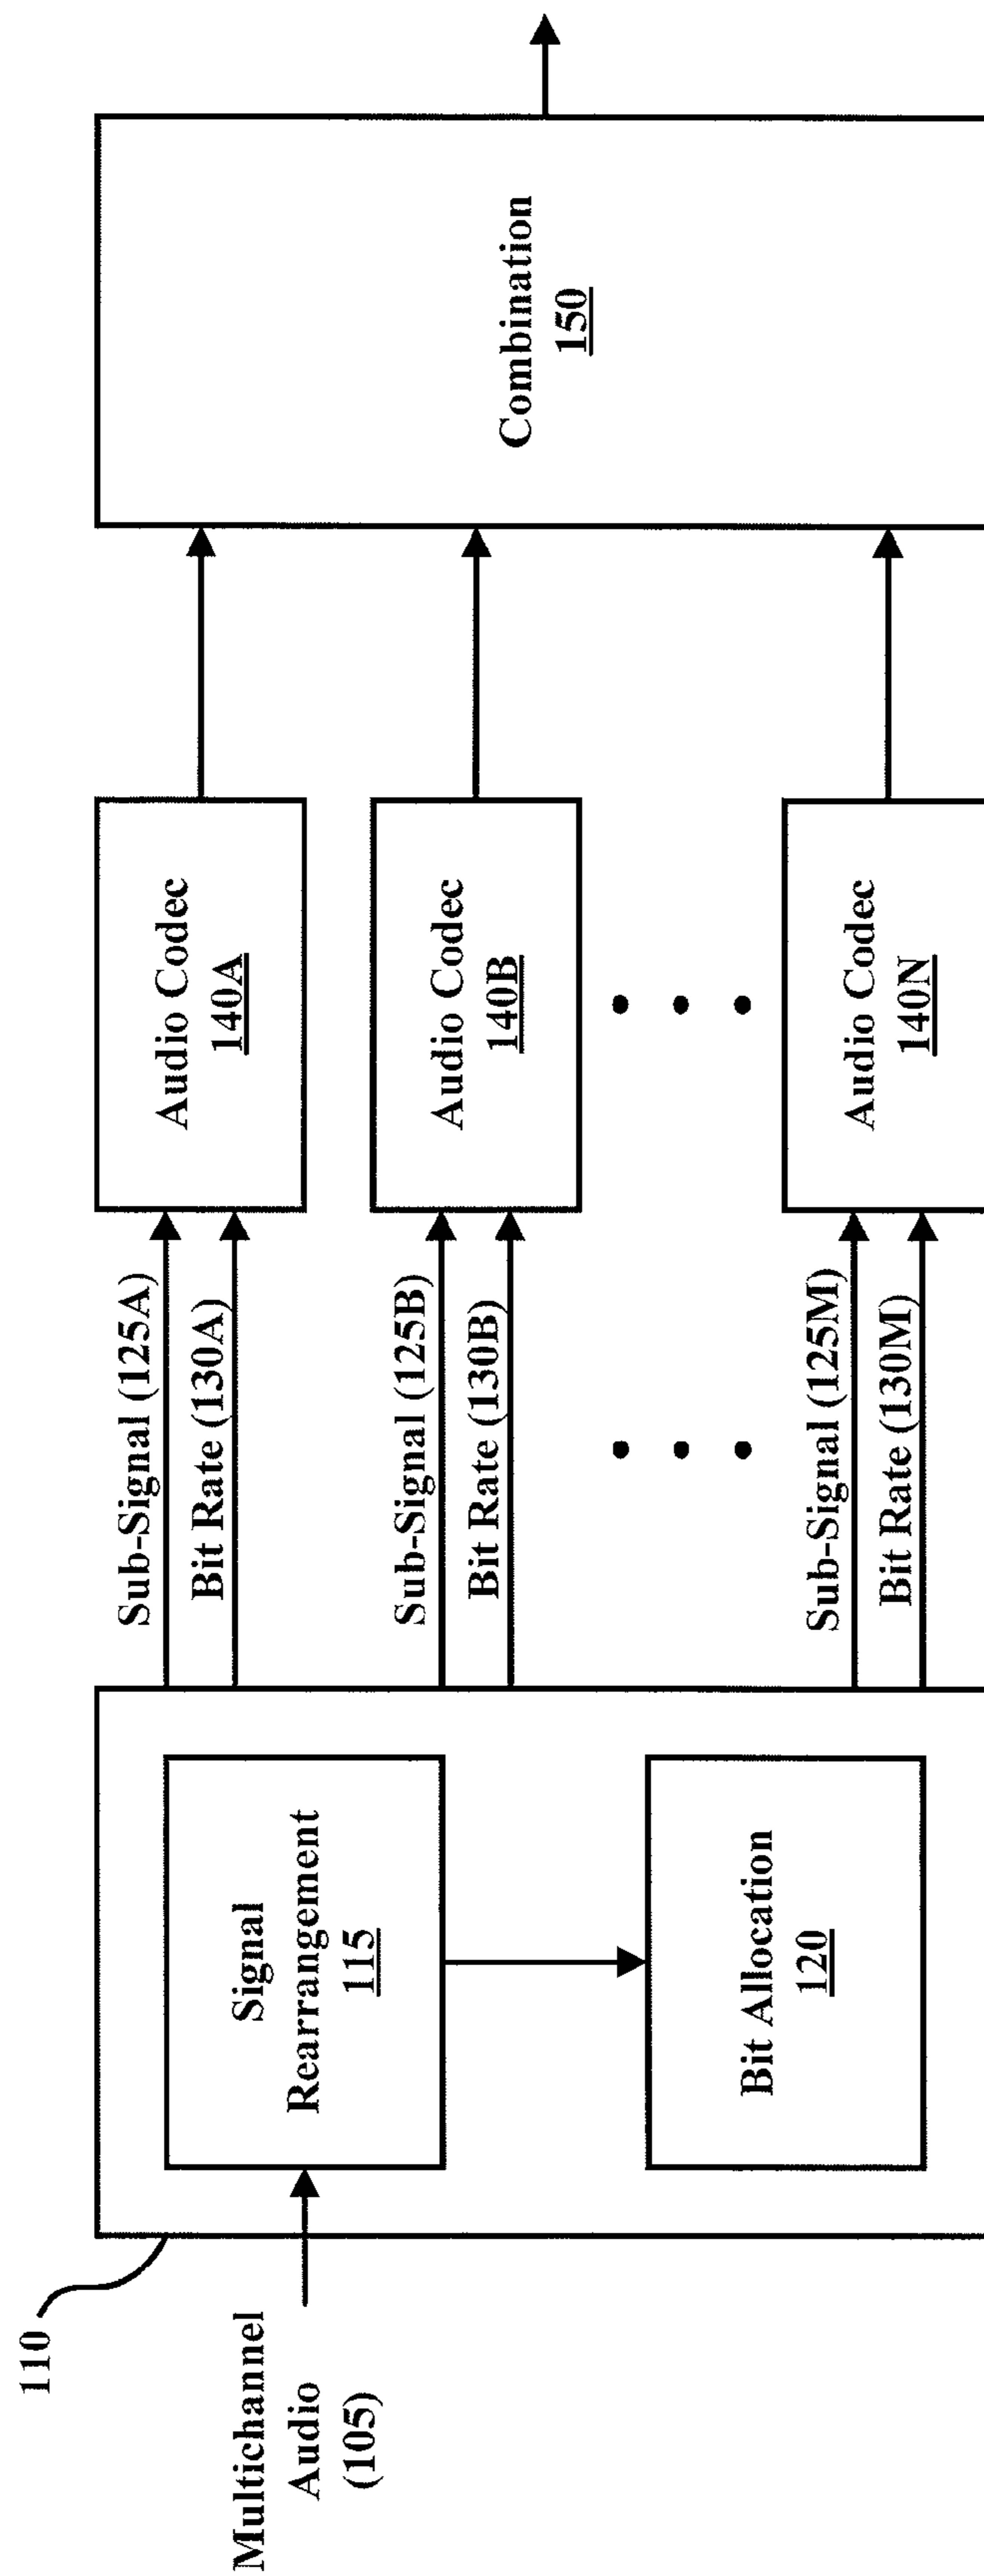 110
Multichannel
Audio
(105)
Signal
Rearrangement
115
Bit Allocation
120
Sub-Signal (125A)
Bit Rate (130A)
Sub-Signal (125B)
Bit Rate (130B)
Sub-Signal (125M)
Bit Rate (130M)
Audio Codec
140A
Audio Codec
140B
Audio Codec
140N
Combination
150